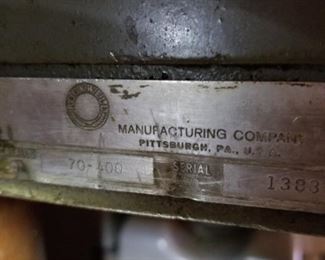 MANUFACTURING COMPANY
PITTSBURGH, PA., U.S.A.
70-400 SERIAL 1383